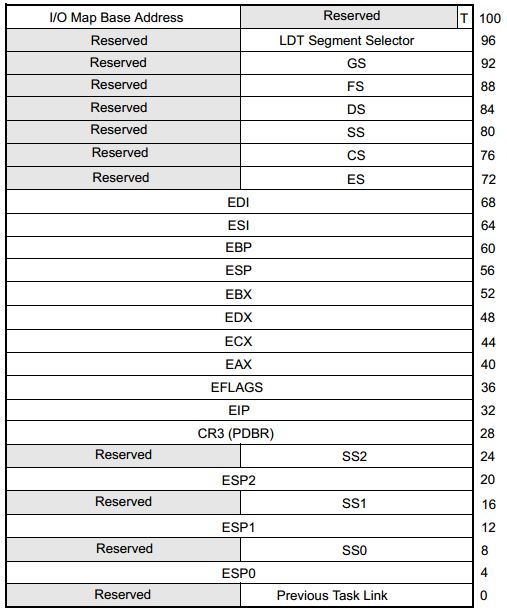 I/O Map Base Address Reserved T 100
Reserved LDT Segment Selector 96
Reserved GS 92
Reserved FS 88
Reserved DS 84
Reserved SS 80
Reserved CS 76
Reserved ES 72
EDI 68
ESI 64
EBP 60
ESP 56
EBX 52
EDX 48
ECX 44
EAX 40
EFLAGS 36
EIP 32
CR3 (PDBR) 28
Reserved SS2 24
ESP2 20
Reserved SS1 16
ESP1 12
Reserved SS0 8
ESP0 4
Reserved Previous Task Link 0